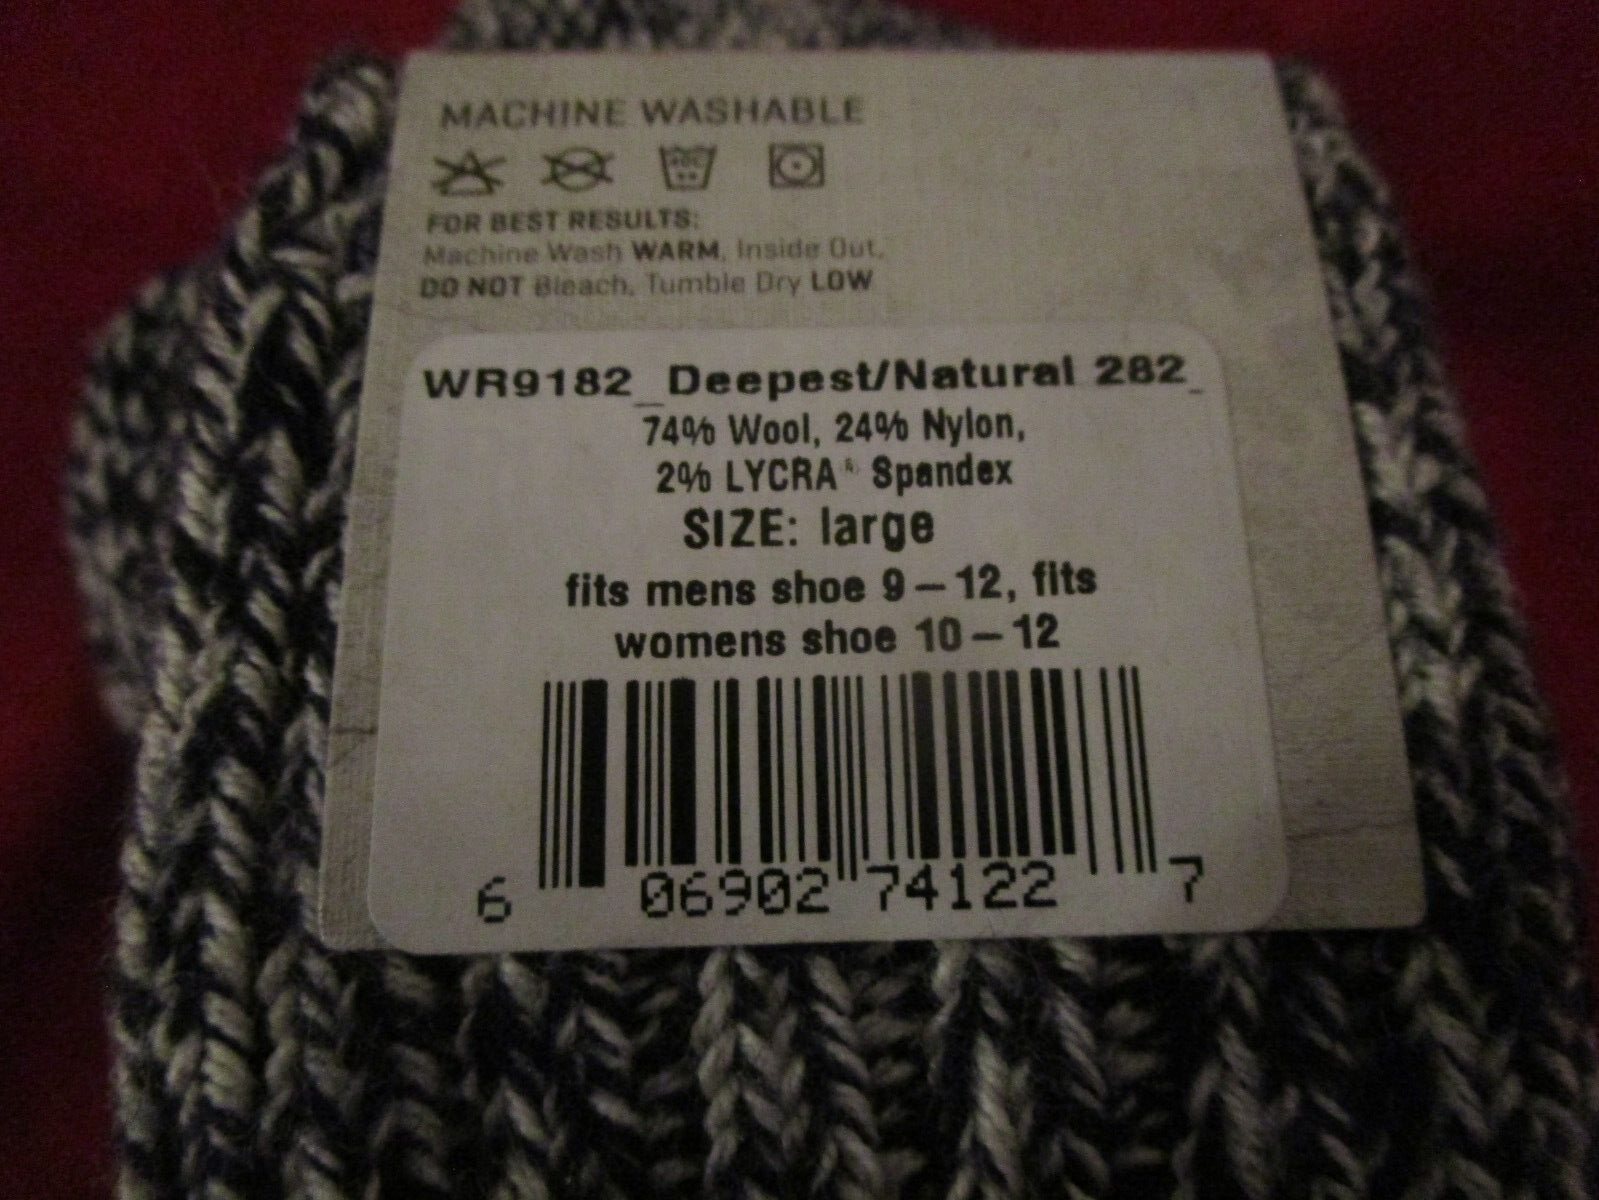 MACHINE WASHABLE
FOR BEST RESULTS:
Machine Wash WARM, Inside Out,
DO NOT Bleach, Tumble Dry LOW
WR9182_Deepest/Natural 282_
74% Wool, 24% Nylon,
2% LYCRA® Spandex
SIZE: large
fits mens shoe 9 – 12, fits
womens shoe 10 – 12
6 06902 74122 7